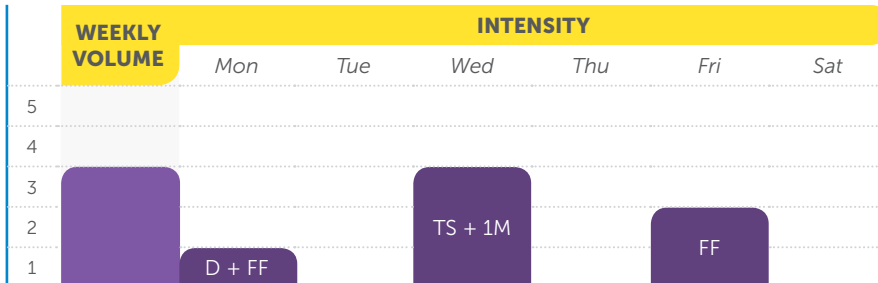 WEEKLY VOLUME
INTENSITY
Mon Tue Wed Thu Fri Sat
5
4
3
2 TS + 1M FF
1 D + FF